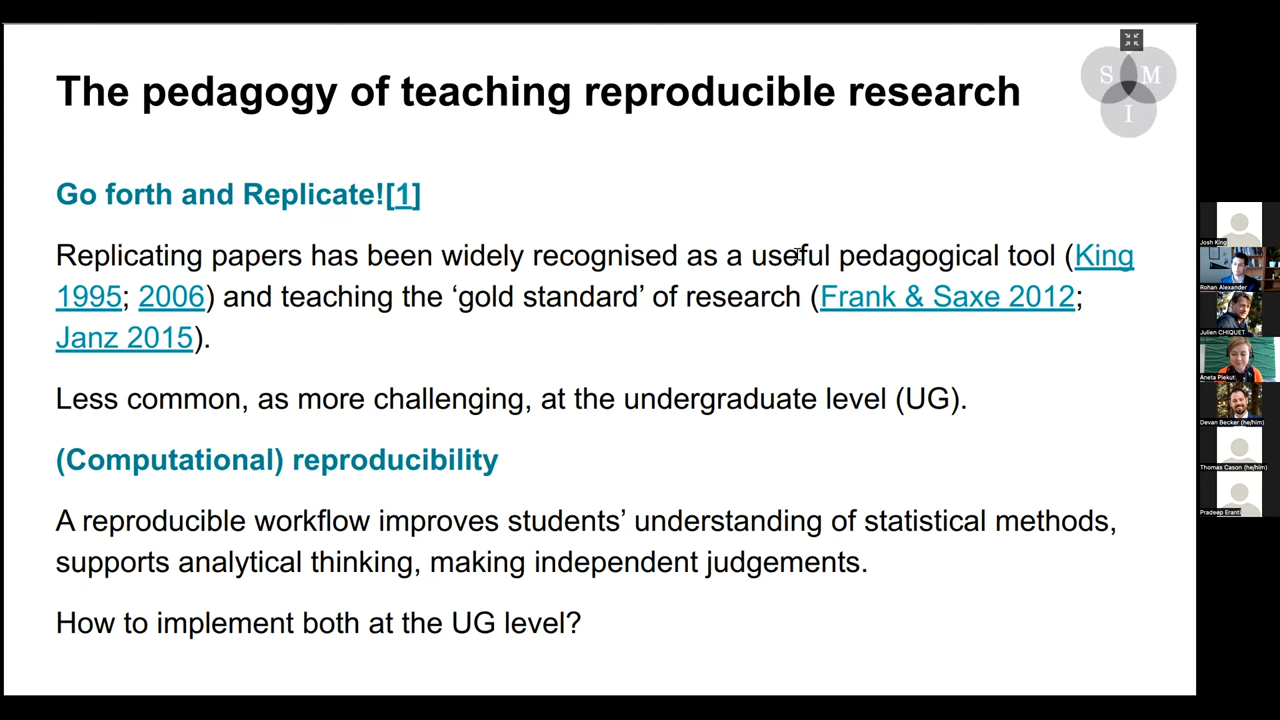 The pedagogy of teaching reproducible research
S M
I
Go forth and Replicate![1]
Replicating papers has been widely recognised as a useful pedagogical tool (King
1995; 2006) and teaching the ‘gold standard’ of research (Frank & Saxe 2012;
Janz 2015).
Less common, as more challenging, at the undergraduate level (UG).
(Computational) reproducibility
A reproducible workflow improves students’ understanding of statistical methods,
supports analytical thinking, making independent judgements.
How to implement both at the UG level?
Josh King
Rohan Alexander
Julien CHIQUET
Aneta Piekut
Devan Becker (he/him)
Thomas Cason (he/him)
Pradeep Eranti